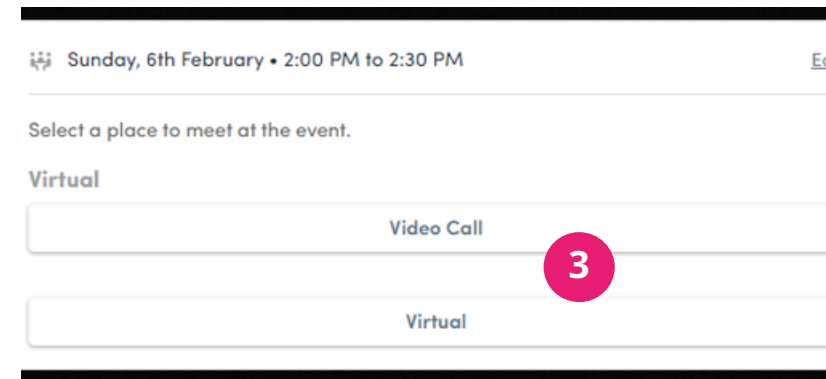 Sunday, 6th February • 2:00 PM to 2:30 PM
Select a place to meet at the event.
Virtual
Video Call
3
Virtual